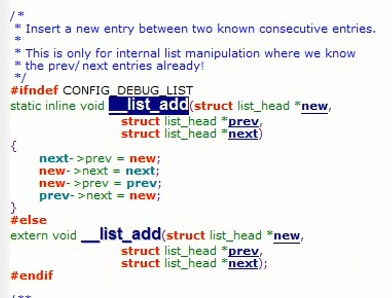 /*
* Insert a new entry between two known consecutive entries.
*
* This is only for internal list manipulation where we know
* the prev/next entries already!
*/
#ifndef CONFIG_DEBUG_LIST
static inline void __list_add(struct list_head *new,
struct list_head *prev,
struct list_head *next)
{
next->prev = new;
new->next = next;
new->prev = prev;
prev->next = new;
}
#else
extern void __list_add(struct list_head *new,
struct list_head *prev,
struct list_head *next);
#endif
/**